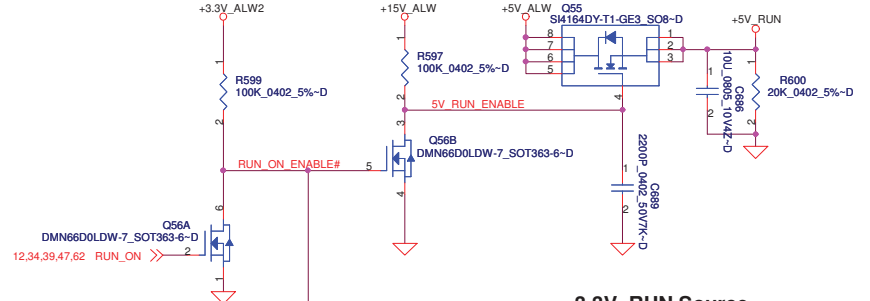 +3.3V_ALW2
+15V_ALW
+5V_ALW
Q55
SI4164DY-T1-GE3_SO8~D
+5V_RUN
8
7
6
5
1
2
3
4
1
R599
100K_0402_5%~D
2
1
R597
100K_0402_5%~D
2
1
10U_0805_10V4Z~D
C686
2
1
R600
20K_0402_5%~D
2
5V_RUN_ENABLE
3
Q56B
DMN66D0LDW-7_SOT363-6~D
5
4
RUN_ON_ENABLE#
1
2200P_0402_50V7K~D
C689
2
6
Q56A
DMN66D0LDW-7_SOT363-6~D
12,34,39,47,62 RUN_ON
2
1
3.3V_RUN Source